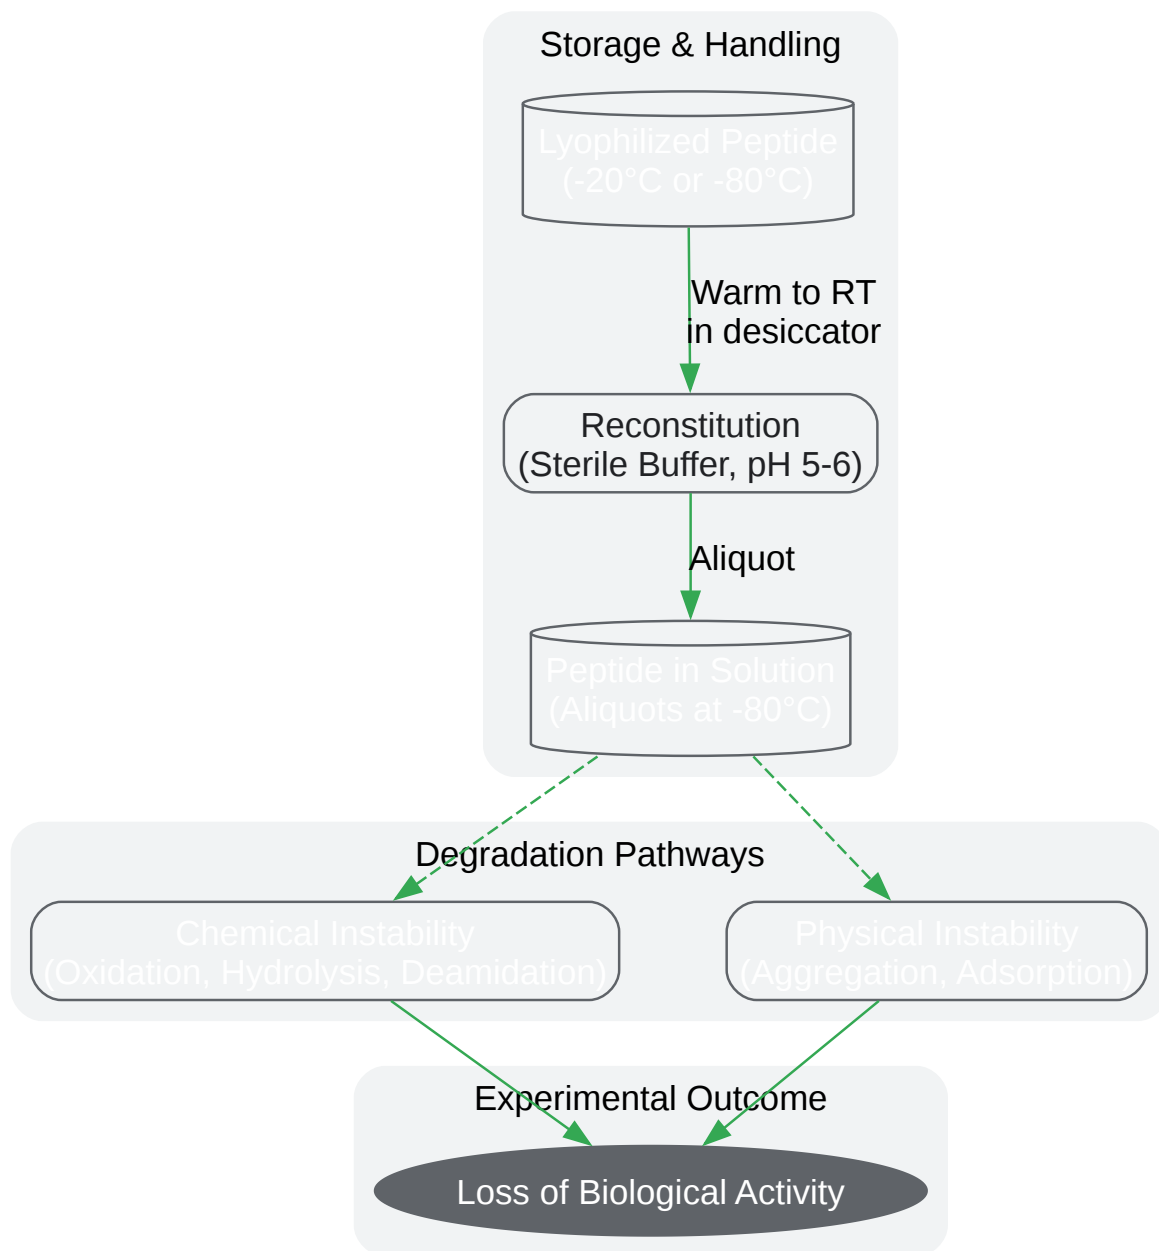 Storage & Handling
Lyophilized Peptide
(-20°C or -80°C)
Warm to RT
in desiccator
Reconstitution
(Sterile Buffer, pH 5-6)
Aliquot
Peptide in Solution
(Aliquots at -80°C)
Degradation Pathways
Chemical Instability
(Oxidation, Hydrolysis, Deamidation)
Physical Instability
(Aggregation, Adsorption)
Experimental Outcome
Loss of Biological Activity